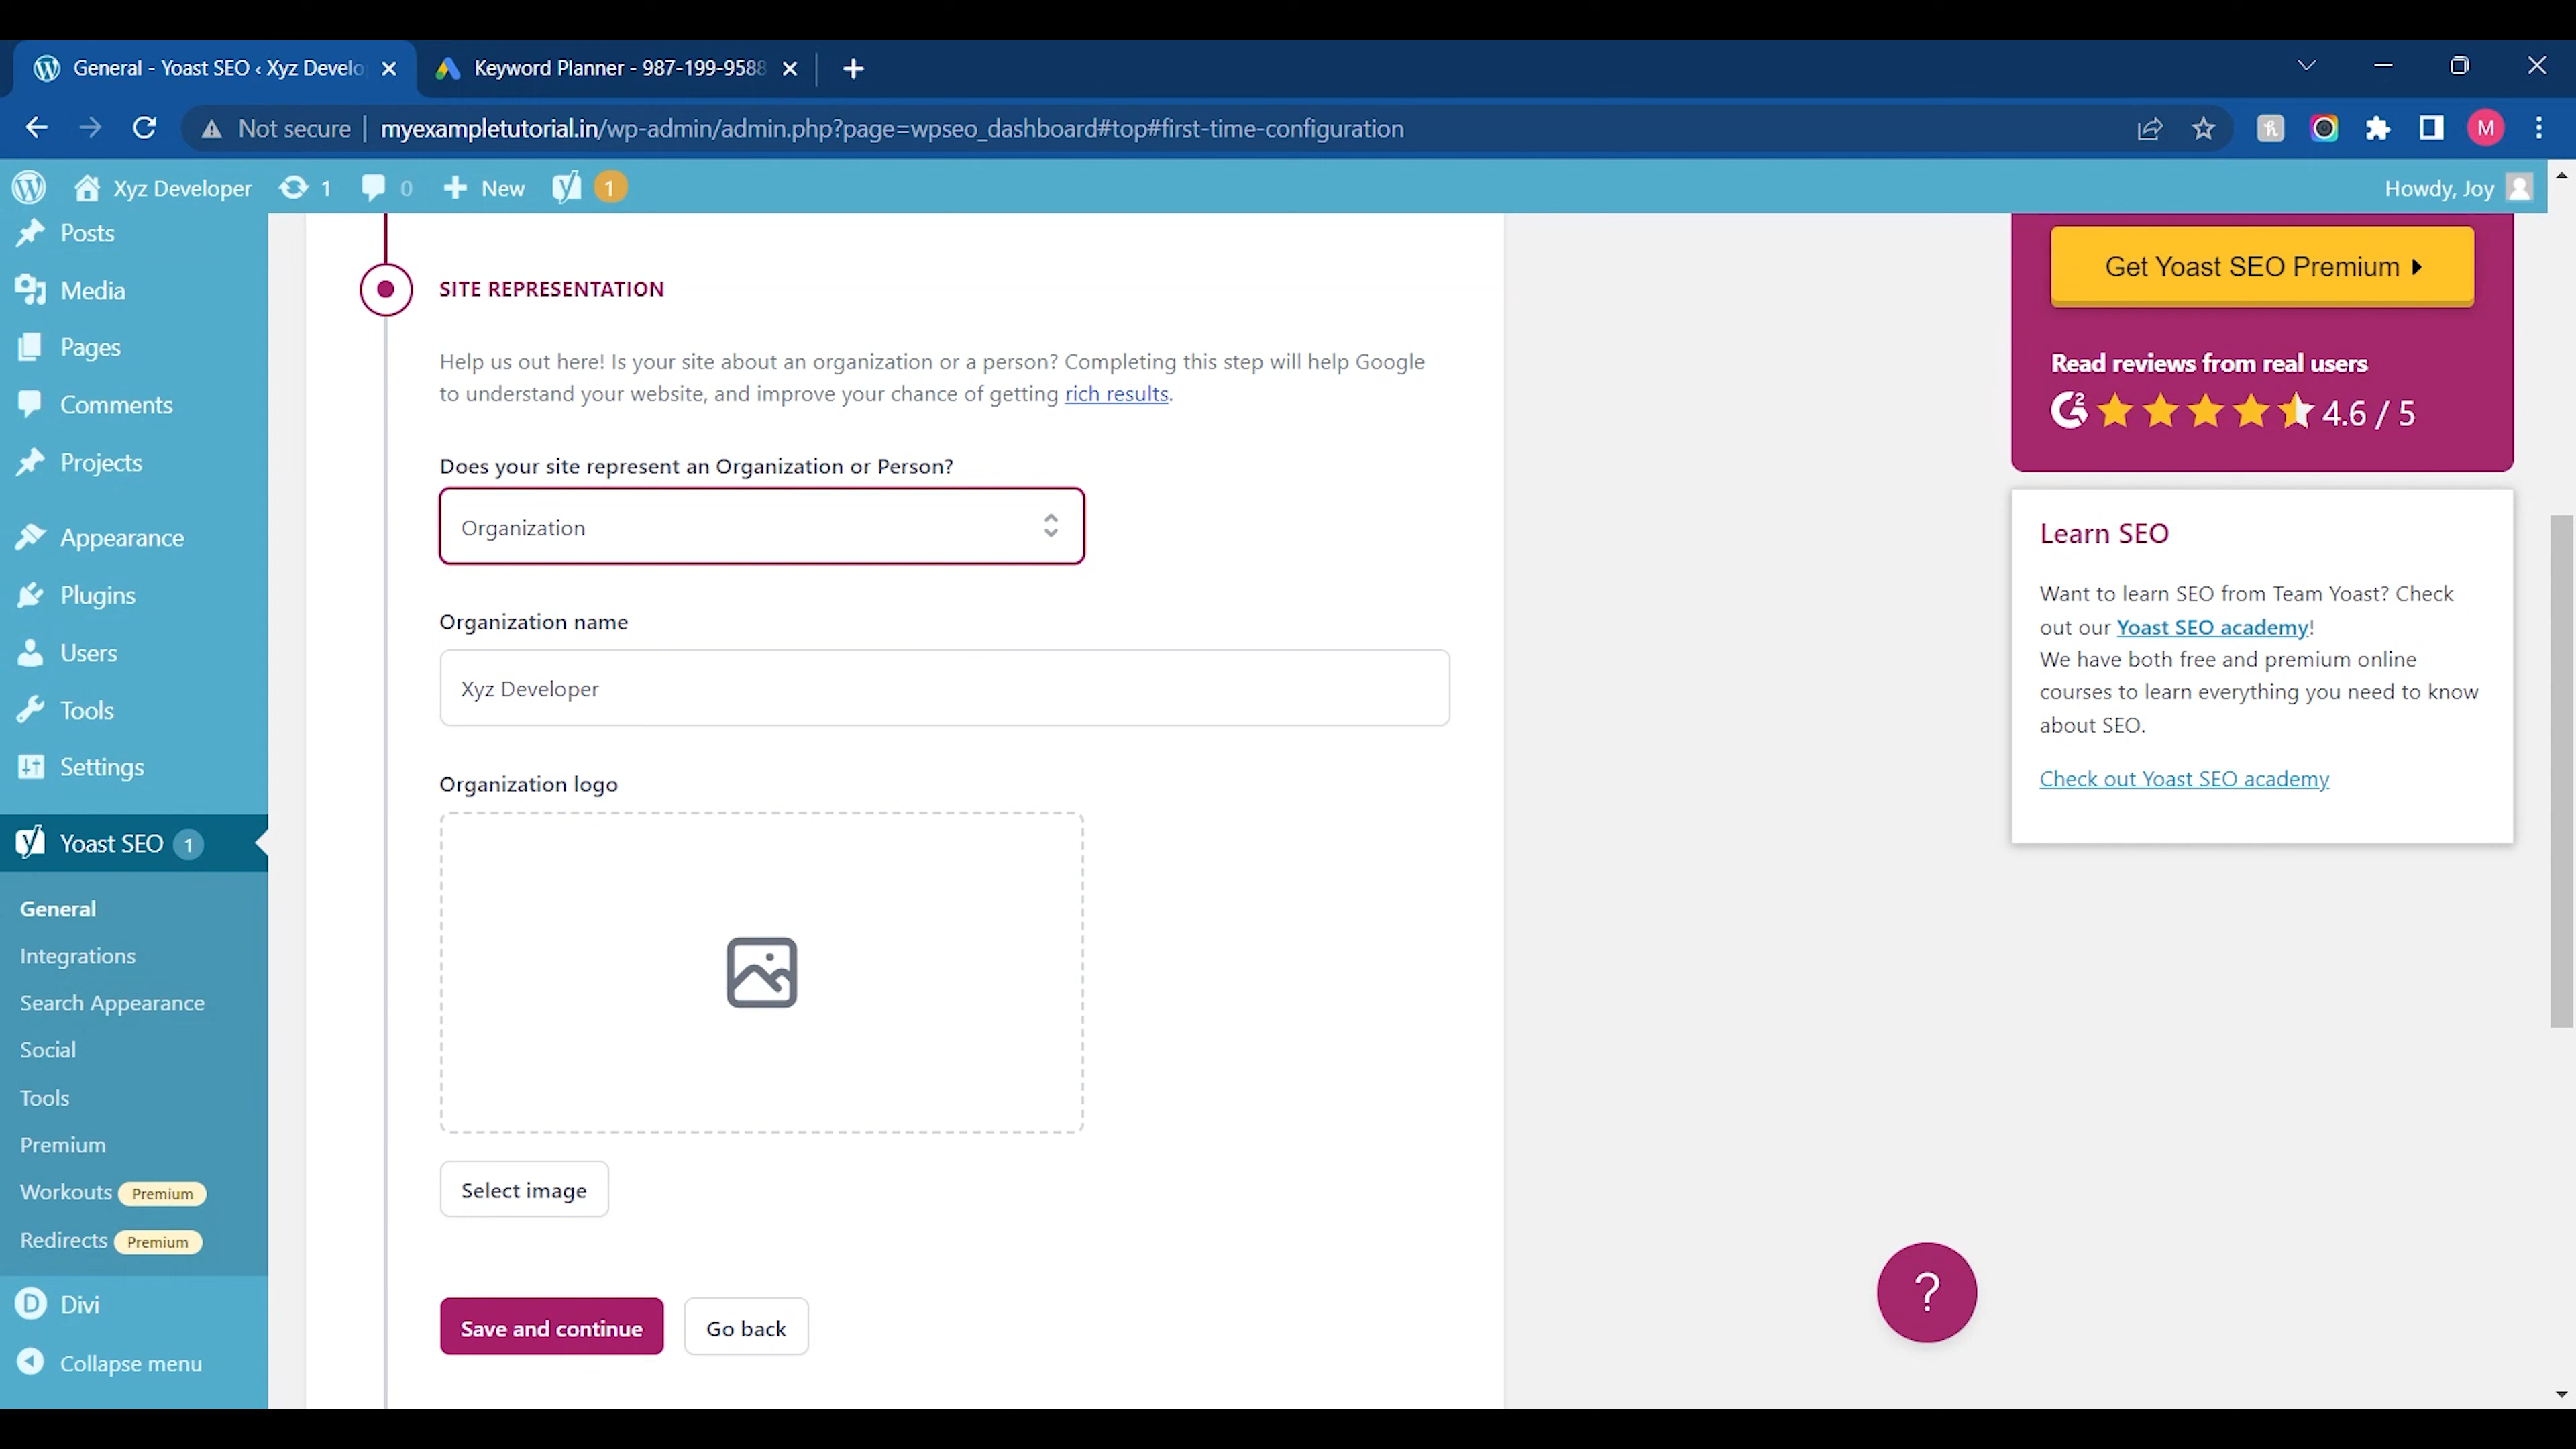 General - Yoast SEO ‹ Xyz Develo
Keyword Planner - 987-199-9588
Not secure
myexampletutorial.in/wp-admin/admin.php?page=wpseo_dashboard#top#first-time-configuration
M
Xyz Developer
1
0
New
1
Howdy, Joy
Posts
Media
Pages
Comments
Projects
Appearance
Plugins
Users
Tools
Settings
Yoast SEO 1
General
Integrations
Search Appearance
Social
Tools
Premium
Workouts Premium
Redirects Premium
Divi
Collapse menu
SITE REPRESENTATION
Help us out here! Is your site about an organization or a person? Completing this step will help Google
to understand your website, and improve your chance of getting rich results.
Does your site represent an Organization or Person?
Organization
Organization name
Xyz Developer
Organization logo
Select image
Save and continue
Go back
Get Yoast SEO Premium
Read reviews from real users
4.6 / 5
Learn SEO
Want to learn SEO from Team Yoast? Check
out our Yoast SEO academy!
We have both free and premium online
courses to learn everything you need to know
about SEO.
Check out Yoast SEO academy
?